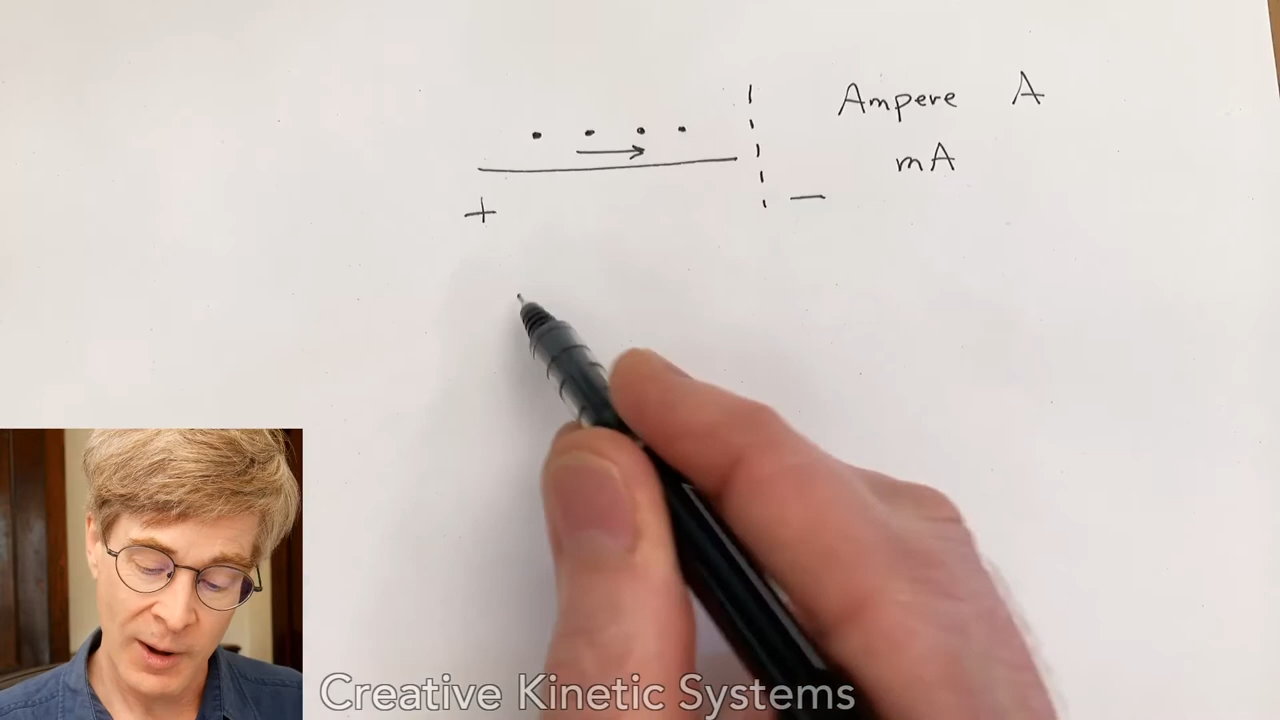 Ampere A
mA
+ —
Creative Kinetic Systems